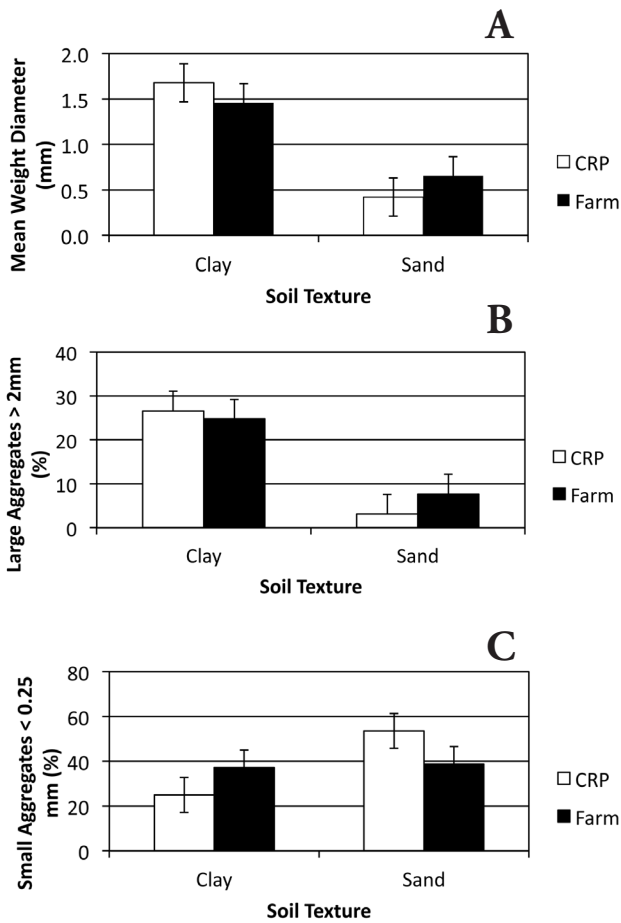 A
Mean Weight Diameter
(mm)
2.0
1.5
1.0
0.5
0.0
Clay
Sand
Soil Texture
CRP
Farm
B
Large Aggregates > 2mm
(%)
40
30
20
10
0
Clay
Sand
Soil Texture
CRP
Farm
C
Small Aggregates < 0.25
mm (%)
80
60
40
20
0
Clay
Sand
Soil Texture
CRP
Farm